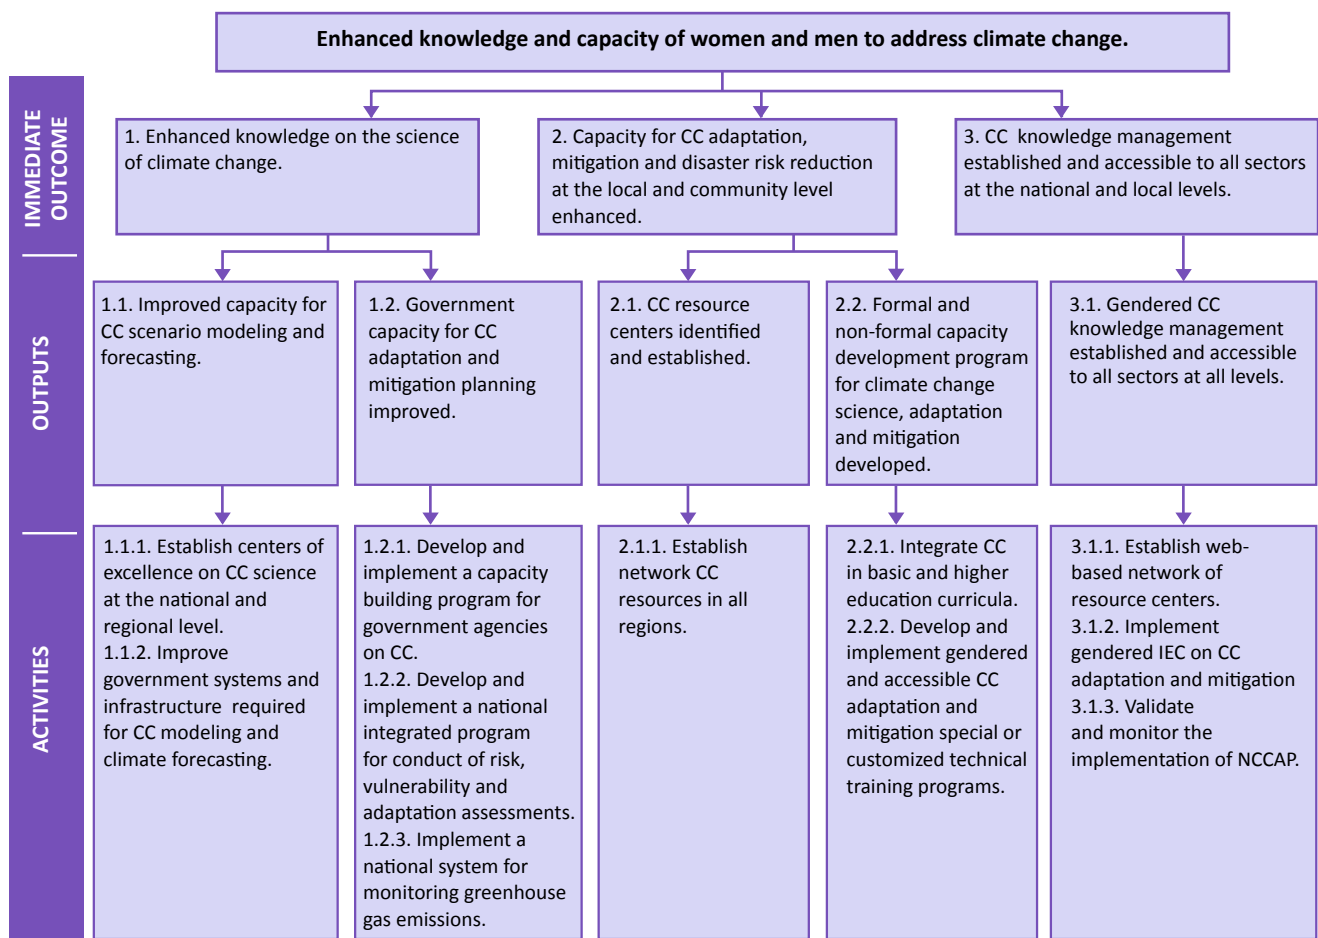 Enhanced knowledge and capacity of women and men to address climate change.
IMMEDIATE
OUTCOME
1. Enhanced knowledge on the science
of climate change.
2. Capacity for CC adaptation,
mitigation and disaster risk reduction
at the local and community level
enhanced.
3. CC knowledge management
established and accessible to all sectors
at the national and local levels.
OUTPUTS
1.1. Improved capacity for
CC scenario modeling and
forecasting.
1.2. Government
capacity for CC
adaptation and
mitigation planning
improved.
2.1. CC resource
centers identified
and established.
2.2. Formal and
non-formal capacity
development program
for climate change
science, adaptation
and mitigation
developed.
3.1. Gendered CC
knowledge management
established and accessible
to all sectors at all levels.
ACTIVITIES
1.1.1. Establish centers of
excellence on CC science
at the national and
regional level.
1.1.2. Improve
government systems and
infrastructure required
for CC modeling and
climate forecasting.
1.2.1. Develop and
implement a capacity
building program for
government agencies
on CC.
1.2.2. Develop and
implement a national
integrated program
for conduct of risk,
vulnerability and
adaptation assessments.
1.2.3. Implement a
national system for
monitoring greenhouse
gas emissions.
2.1.1. Establish
network CC
resources in all
regions.
2.2.1. Integrate CC
in basic and higher
education curricula.
2.2.2. Develop and
implement gendered
and accessible CC
adaptation and
mitigation special or
customized technical
training programs.
3.1.1. Establish web-
based network of
resource centers.
3.1.2. Implement
gendered IEC on CC
adaptation and mitigation
3.1.3. Validate
and monitor the
implementation of NCCAP.